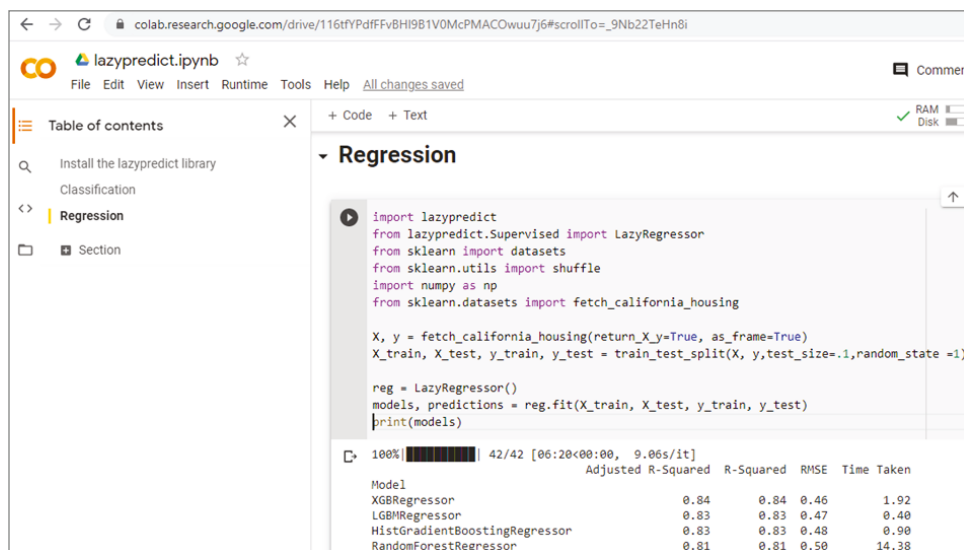 colab.research.google.com/drive/116tfYPdfFFvBHI9B1V0McPMACOwuu7j6#scrollTo=_9Nb22TeHn8i
lazypredict.ipynb
File Edit View Insert Runtime Tools Help All changes saved
Commen
Table of contents
+ Code + Text
RAM
Disk
Install the lazypredict library
Classification
Regression
Section
Regression
import lazypredict
from lazypredict.Supervised import LazyRegressor
from sklearn import datasets
from sklearn.utils import shuffle
import numpy as np
from sklearn.datasets import fetch_california_housing
X, y = fetch_california_housing(return_X_y=True, as_frame=True)
X_train, X_test, y_train, y_test = train_test_split(X, y,test_size=.1,random_state =1)
reg = LazyRegressor()
models, predictions = reg.fit(X_train, X_test, y_train, y_test)
print(models)
100%|██████████| 42/42 [06:20<00:00, 9.06s/it]
Adjusted R-Squared R-Squared RMSE Time Taken
Model
XGBRegressor 0.84 0.84 0.46 1.92
LGBMRegressor 0.83 0.83 0.47 0.40
HistGradientBoostingRegressor 0.83 0.83 0.48 0.90
RandomForestRegressor 0.81 0.81 0.50 14.38